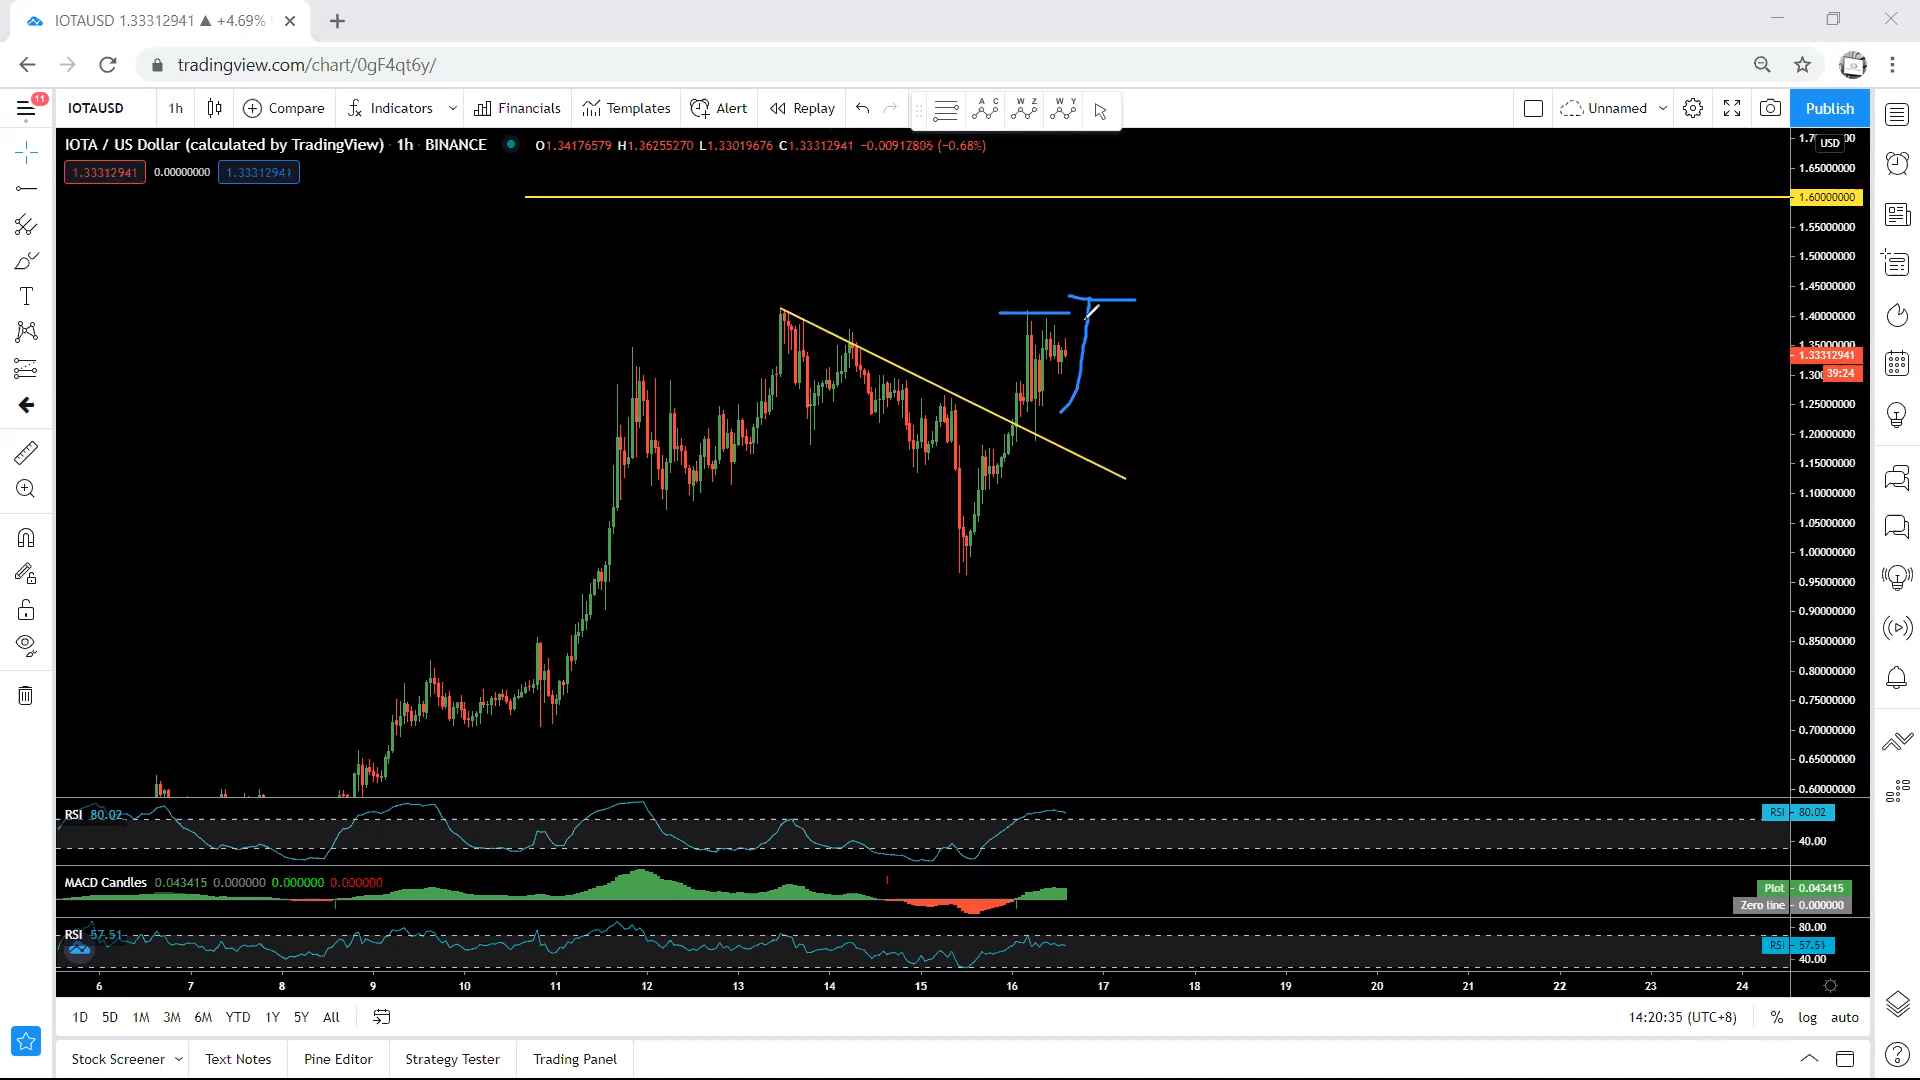 IOTAUSD 1.33312941 ▲ +4.69%
tradingview.com/chart/0gF4qt6y/
11
IOTAUSD 1h Compare Indicators Financials Templates Alert Replay A C W Z W Y Unnamed Publish
IOTA / US Dollar (calculated by TradingView) · 1h · BINANCE O1.34176579 H1.36255270 L1.33019676 C1.33312941 −0.00917806 (−0.68%)
1.33312941 0.00000000 1.33312941
USD
1.65000000
1.60000000
1.55000000
1.50000000
1.45000000
1.40000000
1.33312941
39:24
1.25000000
1.20000000
1.15000000
1.10000000
1.05000000
1.00000000
0.95000000
0.90000000
0.85000000
0.80000000
0.75000000
0.70000000
0.65000000
0.60000000
RSI 80.02 RSI 80.02
40.00
MACD Candles 0.043415 0.000000 0.000000 0.000000 Plot 0.043415
Zero line 0.000000
80.00
RSI 57.51 RSI 57.51
40.00
6 7 8 9 10 11 12 13 14 15 16 17 18 19 20 21 22 23 24
1D 5D 1M 3M 6M YTD 1Y 5Y All 14:20:35 (UTC+8) % log auto
Stock Screener Text Notes Pine Editor Strategy Tester Trading Panel